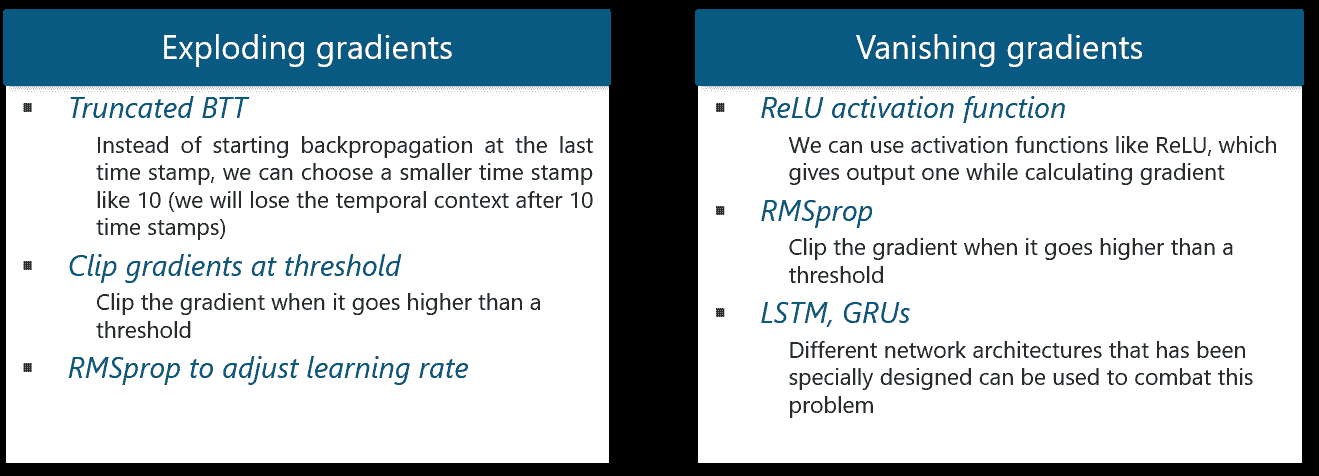 Exploding gradients
Truncated BTT
Instead of starting backpropagation at the last
time stamp, we can choose a smaller time stamp
like 10 (we will lose the temporal context after 10
time stamps)
Clip gradients at threshold
Clip the gradient when it goes higher than a
threshold
RMSprop to adjust learning rate
Vanishing gradients
ReLU activation function
We can use activation functions like ReLU, which
gives output one while calculating gradient
RMSprop
Clip the gradient when it goes higher than a
threshold
LSTM, GRUs
Different network architectures that has been
specially designed can be used to combat this
problem